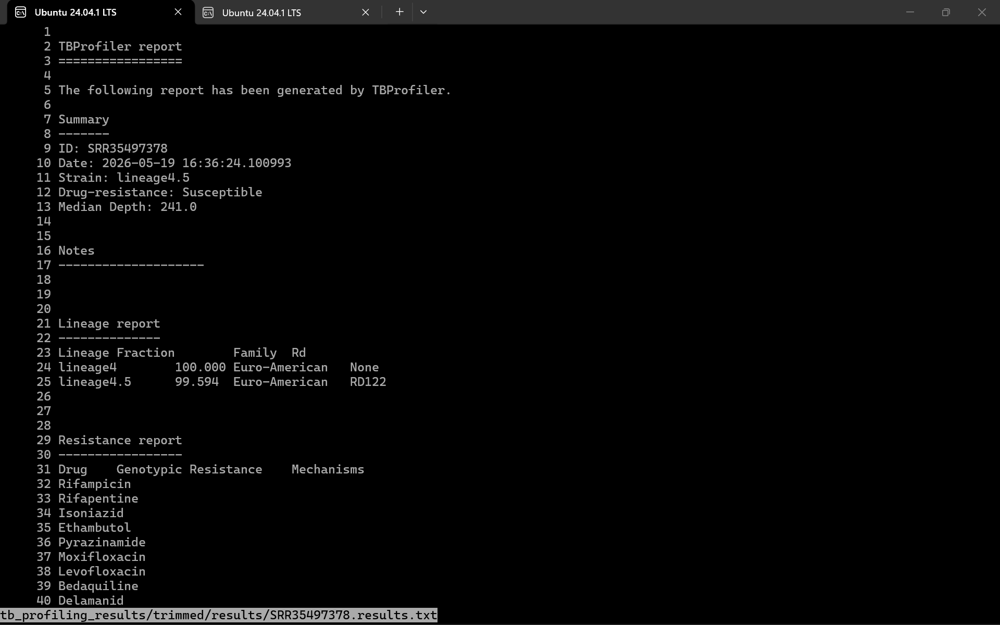 Ubuntu 24.04.1 LTS
Ubuntu 24.04.1 LTS
1
2 TBProfiler report
3 =================
4
5 The following report has been generated by TBProfiler.
6
7 Summary
8 -------
9 ID: SRR35497378
10 Date: 2026-05-19 16:36:24.100993
11 Strain: lineage4.5
12 Drug-resistance: Susceptible
13 Median Depth: 241.0
14
15
16 Notes
17 --------------------
18
19
20
21 Lineage report
22 --------------
23 Lineage Fraction        Family  Rd
24 lineage4        100.000 Euro-American   None
25 lineage4.5      99.594  Euro-American   RD122
26
27
28
29 Resistance report
30 -----------------
31 Drug    Genotypic Resistance    Mechanisms
32 Rifampicin
33 Rifapentine
34 Isoniazid
35 Ethambutol
36 Pyrazinamide
37 Moxifloxacin
38 Levofloxacin
39 Bedaquiline
40 Delamanid
tb_profiling_results/trimmed/results/SRR35497378.results.txt